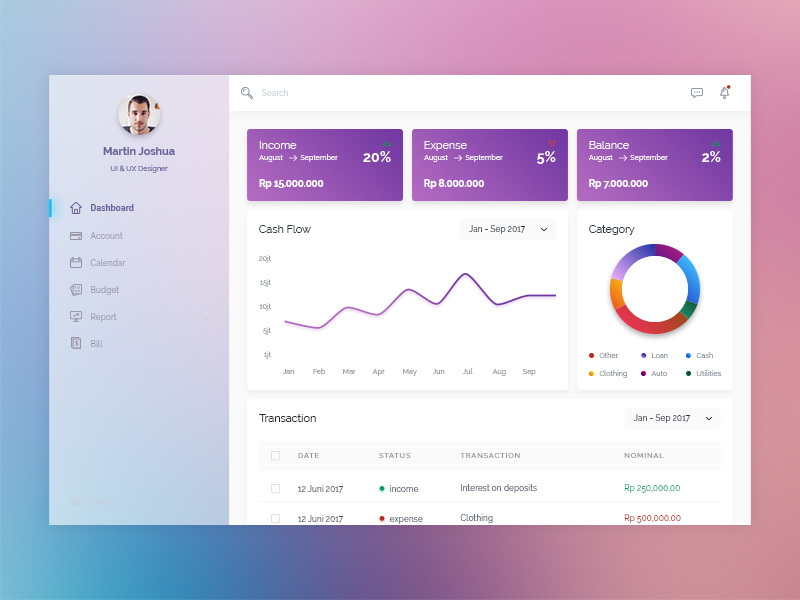 Martin Joshua
UI & UX Designer
Dashboard
Account
Calendar
Budget
Report
Bill
Search
Income
August → September
20%
Rp 15.000.000
Expense
August → September
5%
Rp 8.000.000
Balance
August → September
2%
Rp 7.000.000
Cash Flow
Jan - Sep 2017
20jt
15jt
10jt
5jt
1jt
Jan Feb Mar Apr May Jun Jul Aug Sep
Category
Other Loan Cash
Clothing Auto Utilities
Transaction
Jan - Sep 2017
DATE STATUS TRANSACTION NOMINAL
12 Juni 2017 income Interest on deposits Rp 250,000.00
12 Juni 2017 expense Clothing Rp 500,000.00